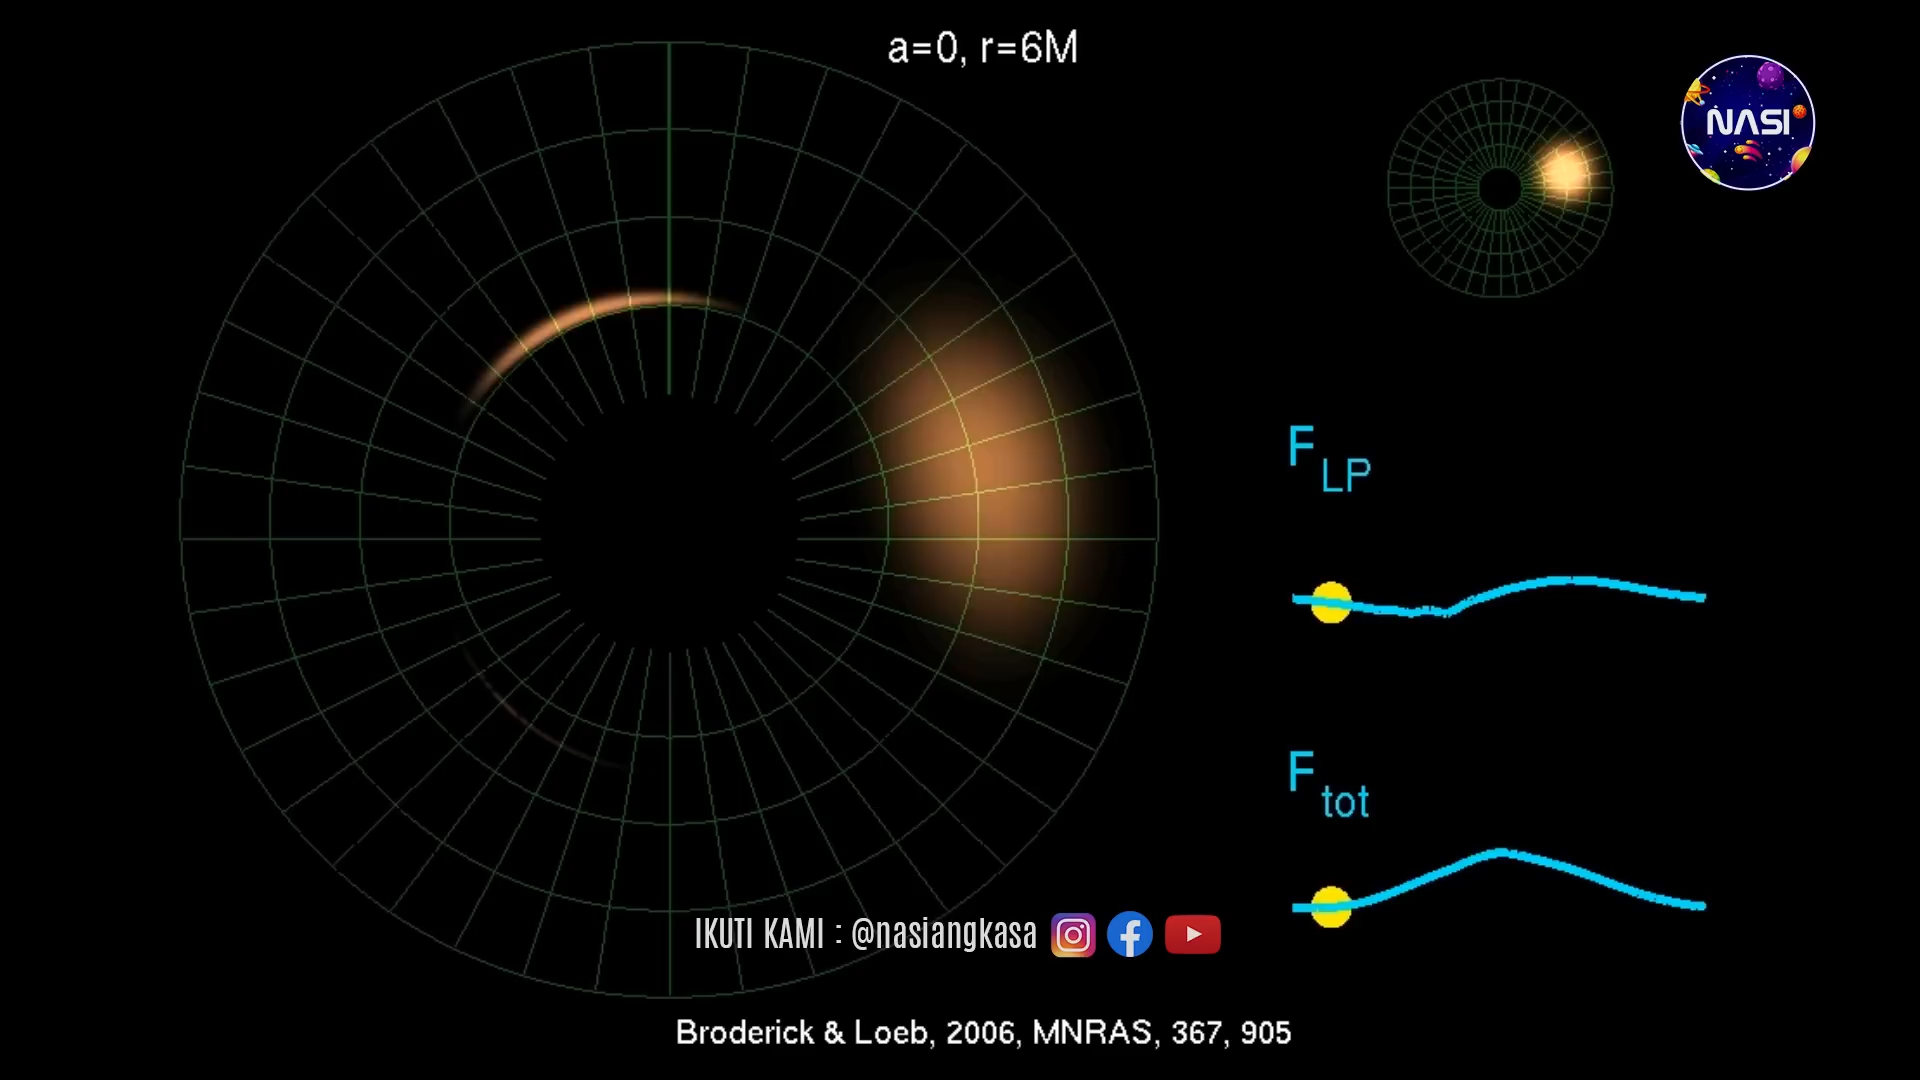 a=0, r=6M
NASI
F LP
F tot
IKUTI KAMI : @nasiangkasa
Broderick & Loeb, 2006, MNRAS, 367, 905